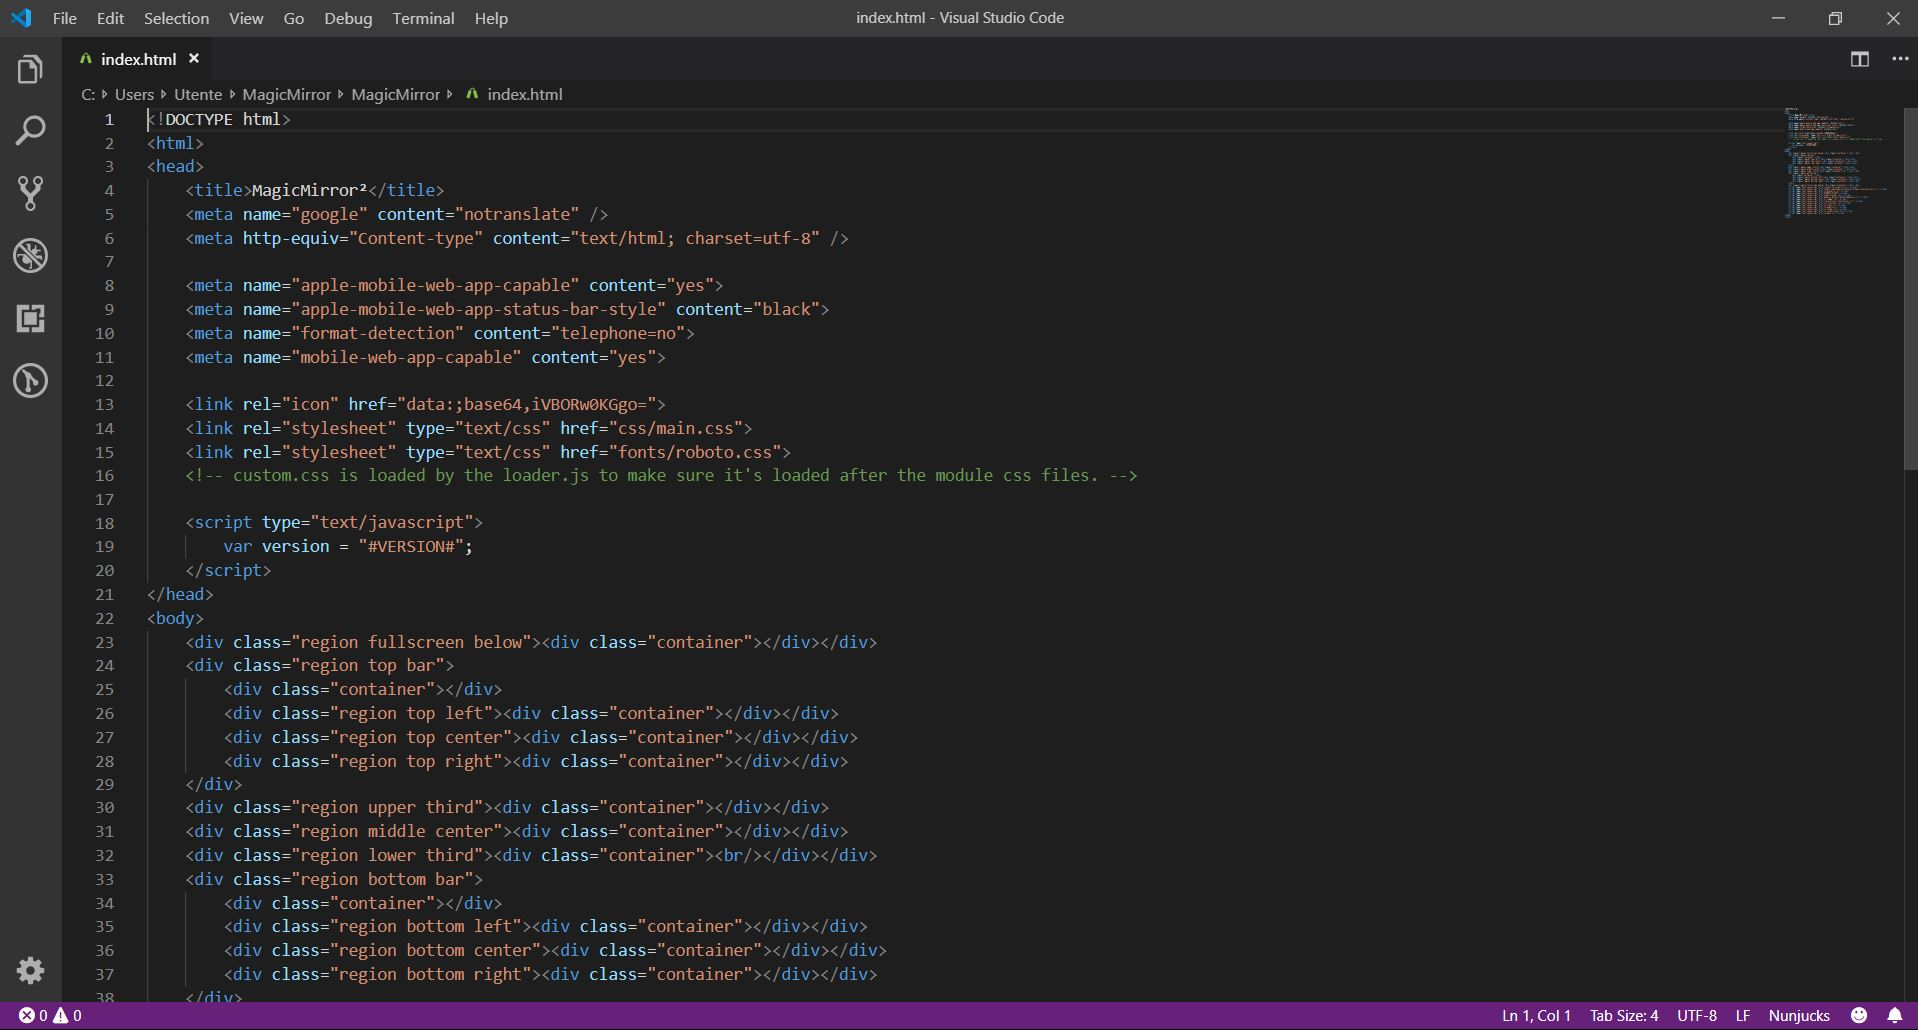 File Edit Selection View Go Debug Terminal Help
index.html - Visual Studio Code
index.html
C: Users Utente MagicMirror MagicMirror index.html
1 <!DOCTYPE html>
2 <html>
3 <head>
4 <title>MagicMirror²</title>
5 <meta name="google" content="notranslate" />
6 <meta http-equiv="Content-type" content="text/html; charset=utf-8" />
7
8 <meta name="apple-mobile-web-app-capable" content="yes">
9 <meta name="apple-mobile-web-app-status-bar-style" content="black">
10 <meta name="format-detection" content="telephone=no">
11 <meta name="mobile-web-app-capable" content="yes">
12
13 <link rel="icon" href="data:;base64,iVBORw0KGgo=">
14 <link rel="stylesheet" type="text/css" href="css/main.css">
15 <link rel="stylesheet" type="text/css" href="fonts/roboto.css">
16 <!-- custom.css is loaded by the loader.js to make sure it's loaded after the module css files. -->
17
18 <script type="text/javascript">
19 var version = "#VERSION#";
20 </script>
21 </head>
22 <body>
23 <div class="region fullscreen below"><div class="container"></div></div>
24 <div class="region top bar">
25 <div class="container"></div>
26 <div class="region top left"><div class="container"></div></div>
27 <div class="region top center"><div class="container"></div></div>
28 <div class="region top right"><div class="container"></div></div>
29 </div>
30 <div class="region upper third"><div class="container"></div></div>
31 <div class="region middle center"><div class="container"></div></div>
32 <div class="region lower third"><div class="container"><br/></div></div>
33 <div class="region bottom bar">
34 <div class="container"></div>
35 <div class="region bottom left"><div class="container"></div></div>
36 <div class="region bottom center"><div class="container"></div></div>
37 <div class="region bottom right"><div class="container"></div></div>
38 </div>
0 0
Ln 1, Col 1 Tab Size: 4 UTF-8 LF Nunjucks